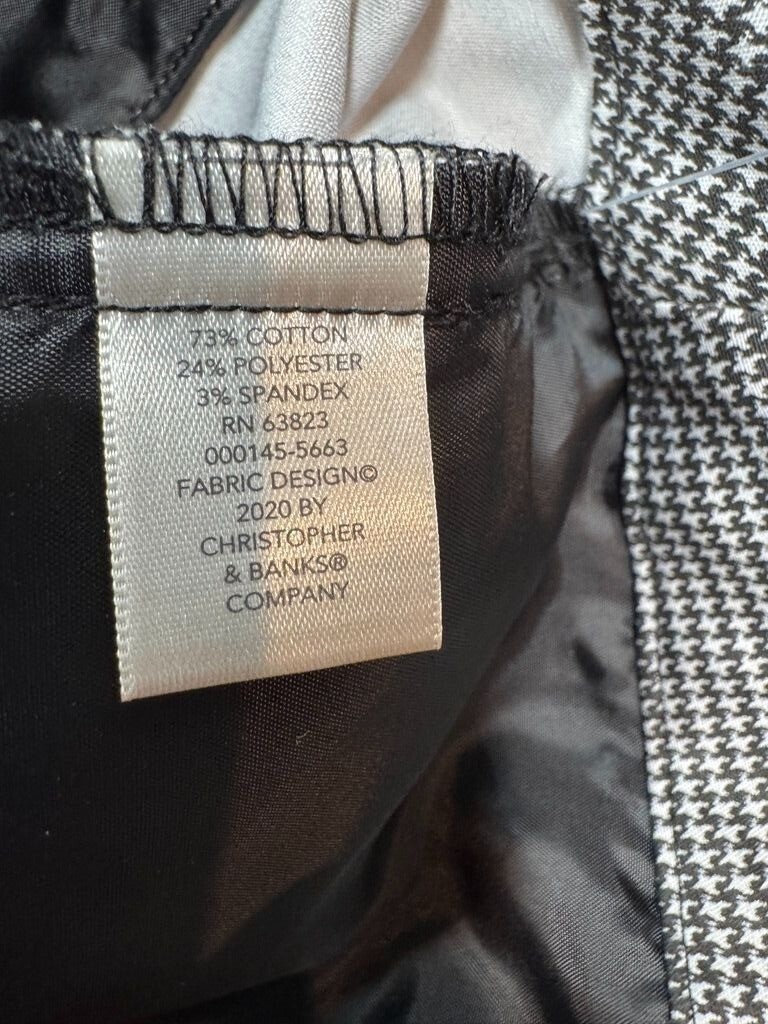 73% COTTON
24% POLYESTER
3% SPANDEX
RN 63823
000145-5663
FABRIC DESIGN©
2020 BY
CHRISTOPHER
& BANKS®
COMPANY